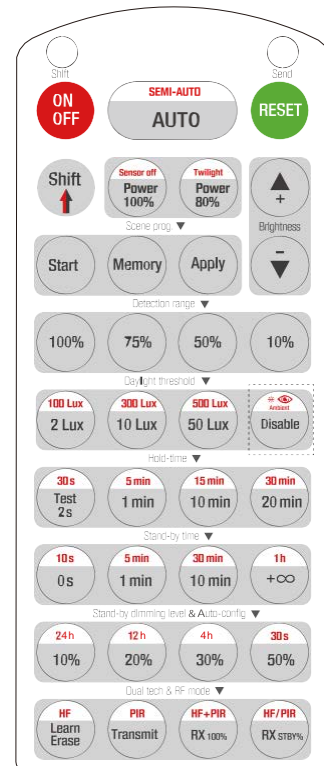 Shift Send
ON
OFF
SEMI-AUTO
AUTO
RESET
Shift
Sensor off
Power
100%
Twilight
Power
80%
+
Brightness
−
Scene prog. ▼
Start Memory Apply
Detection range ▼
100% 75% 50% 10%
Daylight threshold ▼
100 Lux 300 Lux 500 Lux Ambient
2 Lux 10 Lux 50 Lux Disable
Hold-time ▼
30s 5 min 15 min 30 min
Test
2s
1 min 10 min 20 min
Stand-by time ▼
10s 5 min 30 min 1h
0s 1 min 10 min +∞
Stand-by dimming level & Auto-config ▼
24h 12h 4h 30s
10% 20% 30% 50%
Dual tech & RF mode ▼
HF PIR HF+PIR HF/PIR
Learn
Erase
Transmit RX 100% RX STBY%